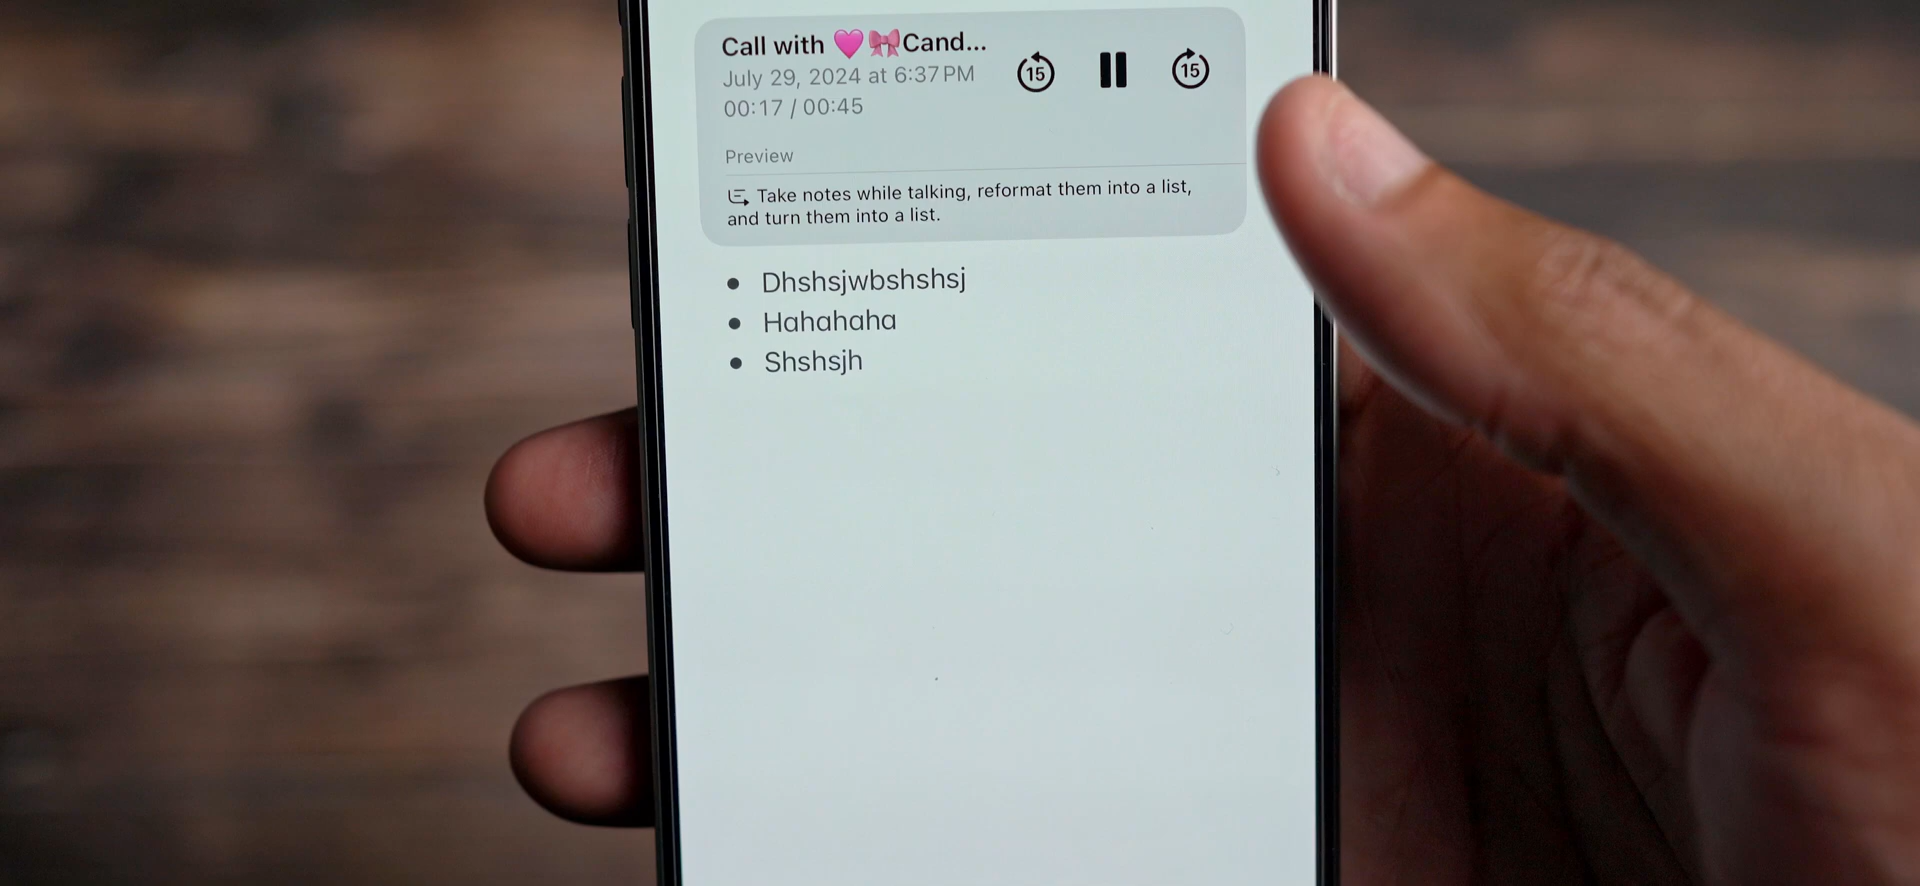 Call with 🩷🎀Cand...
July 29, 2024 at 6:37 PM
00:17 / 00:45
15
15
Preview
Take notes while talking, reformat them into a list,
and turn them into a list.
• Dhshsjwbshshsj
• Hahahaha
• Shshsjh